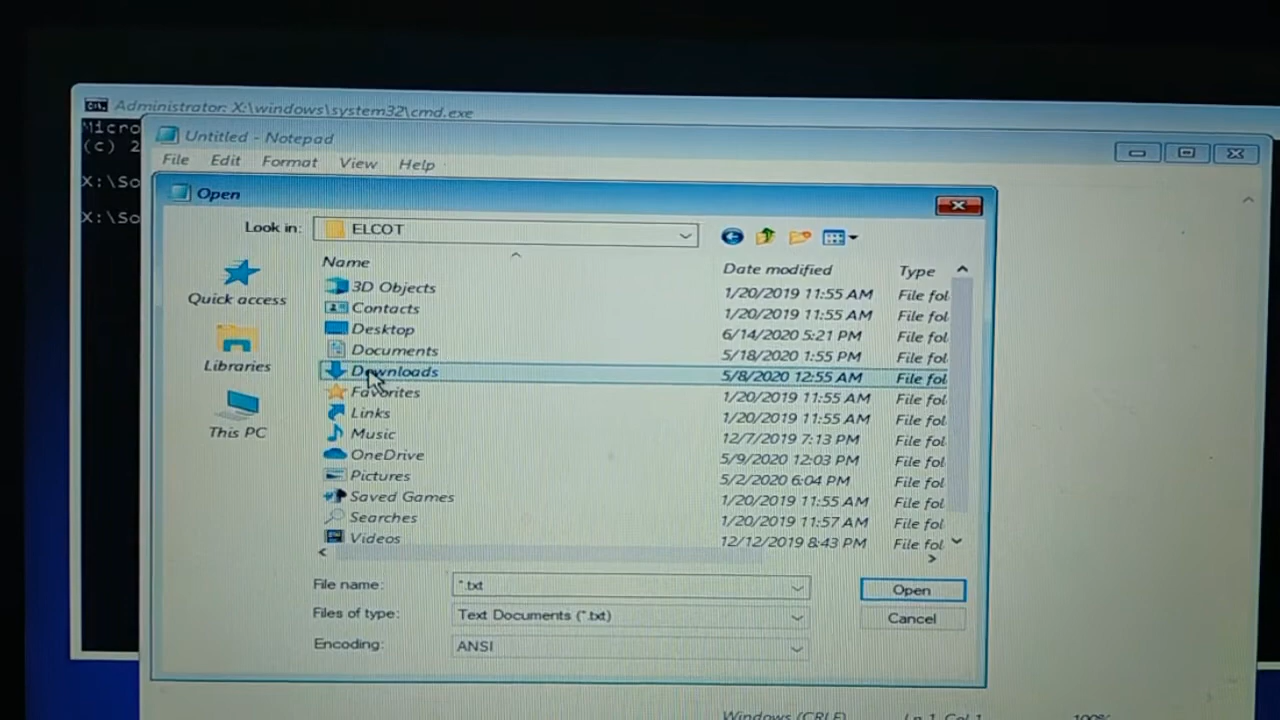 Administrator: X:\windows\system32\cmd.exe
Micro
(c) 2
X:\So
X:\So
Untitled - Notepad
File Edit Format View Help
Open
Look in: ELCOT
Quick access
Libraries
This PC
Name Date modified Type
3D Objects 1/20/2019 11:55 AM File fol
Contacts 1/20/2019 11:55 AM File fol
Desktop 6/14/2020 5:21 PM File fol
Documents 5/18/2020 1:55 PM File fol
Downloads 5/8/2020 12:55 AM File fol
Favorites 1/20/2019 11:55 AM File fol
Links 1/20/2019 11:55 AM File fol
Music 12/7/2019 7:13 PM File fol
OneDrive 5/9/2020 12:03 PM File fol
Pictures 5/2/2020 6:04 PM File fol
Saved Games 1/20/2019 11:55 AM File fol
Searches 1/20/2019 11:57 AM File fol
Videos 12/12/2019 8:43 PM File fol
File name: *.txt Open
Files of type: Text Documents (*.txt) Cancel
Encoding: ANSI
Windows (CRLF) Ln 1, Col 1 100%